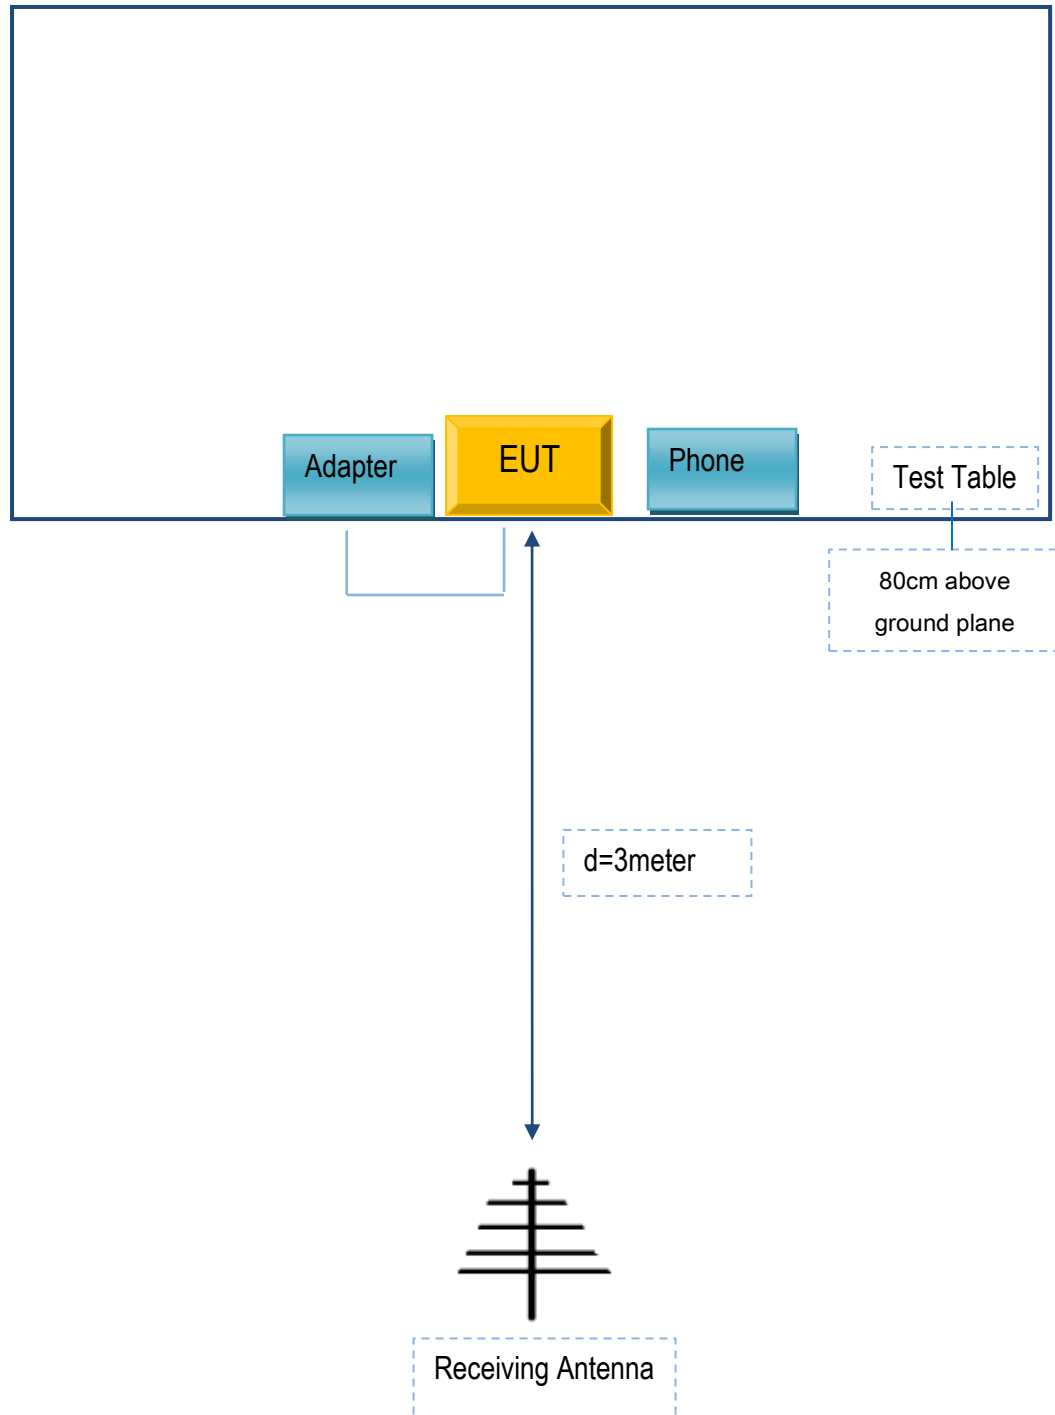 Adapter
EUT
Phone
Test Table
80cm above
ground plane
d=3meter
Receiving Antenna